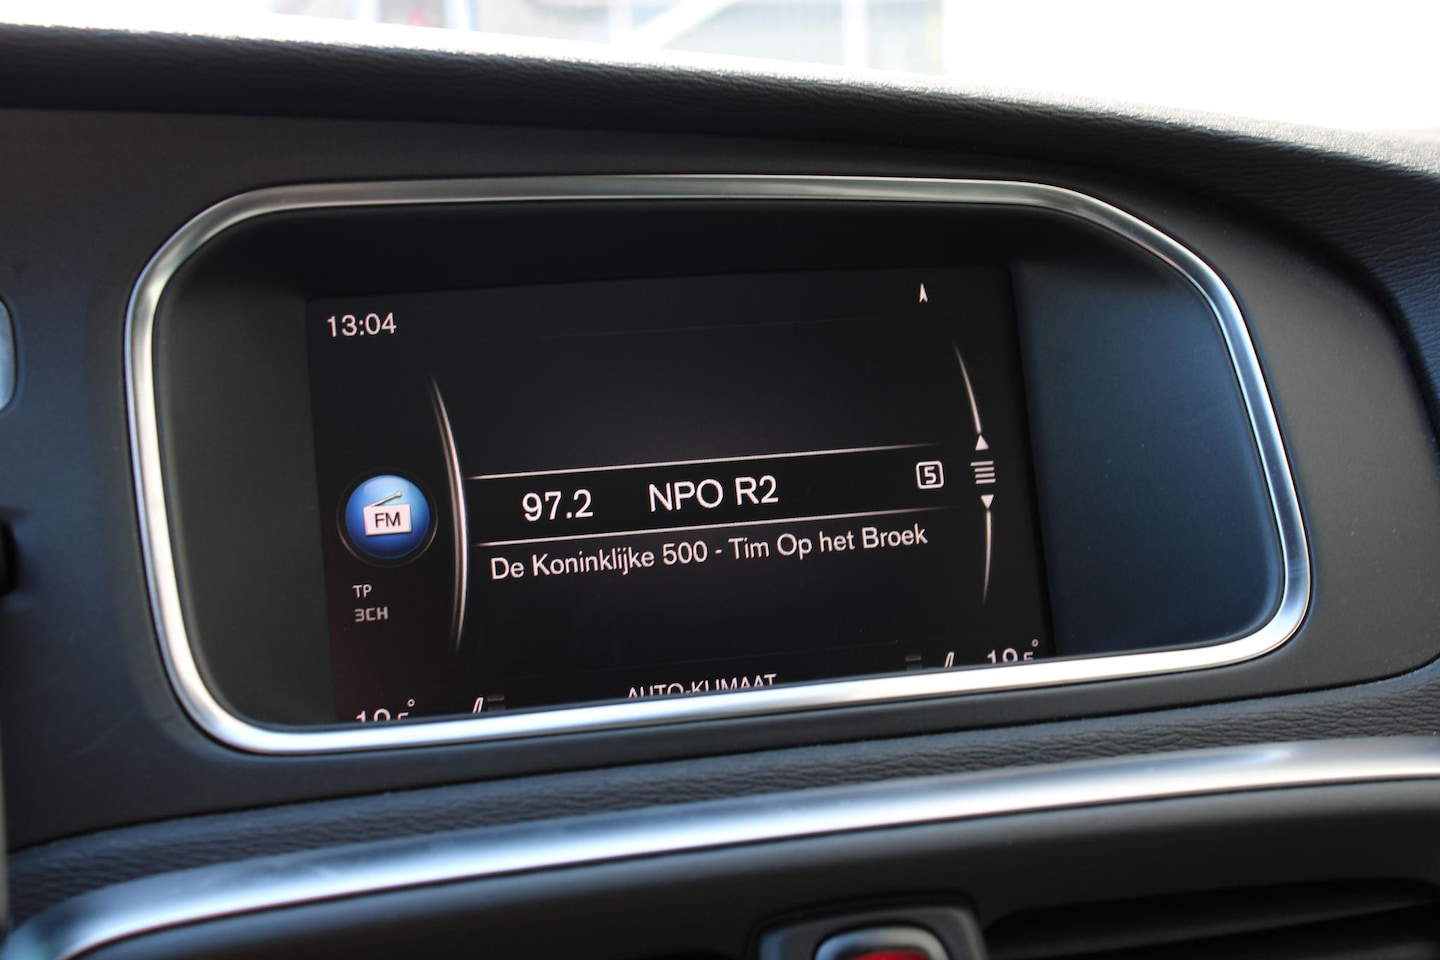 13:04
97.2 NPO R2 5
FM
De Koninklijke 500 - Tim Op het Broek
TP
3CH
AUTO-KLIMAAT